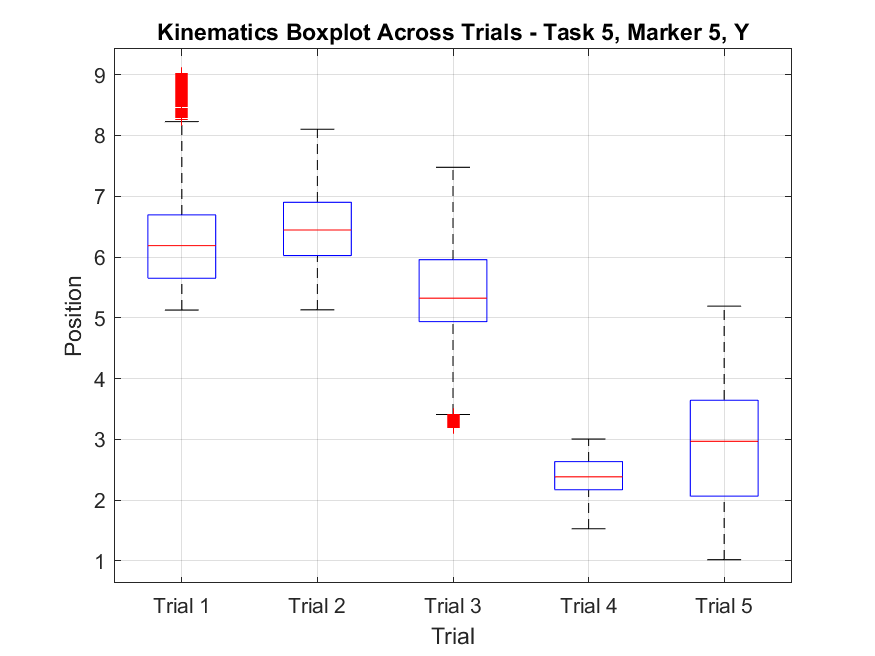 Kinematics Boxplot Across Trials - Task 5, Marker 5, Y
9
8
7
6
5
4
3
2
1
Position
Trial 1 Trial 2 Trial 3 Trial 4 Trial 5
Trial